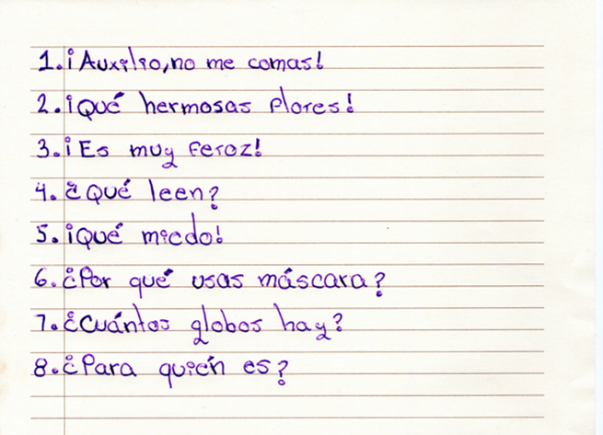 1. ¡Auxilio, no me comas!
2. ¡Qué hermosas flores!
3. ¡Es muy feroz!
4. ¿Qué leen?
5. ¡Qué miedo!
6. ¿Por qué usas máscara?
7. ¿Cuántos globos hay?
8. ¿Para quién es?